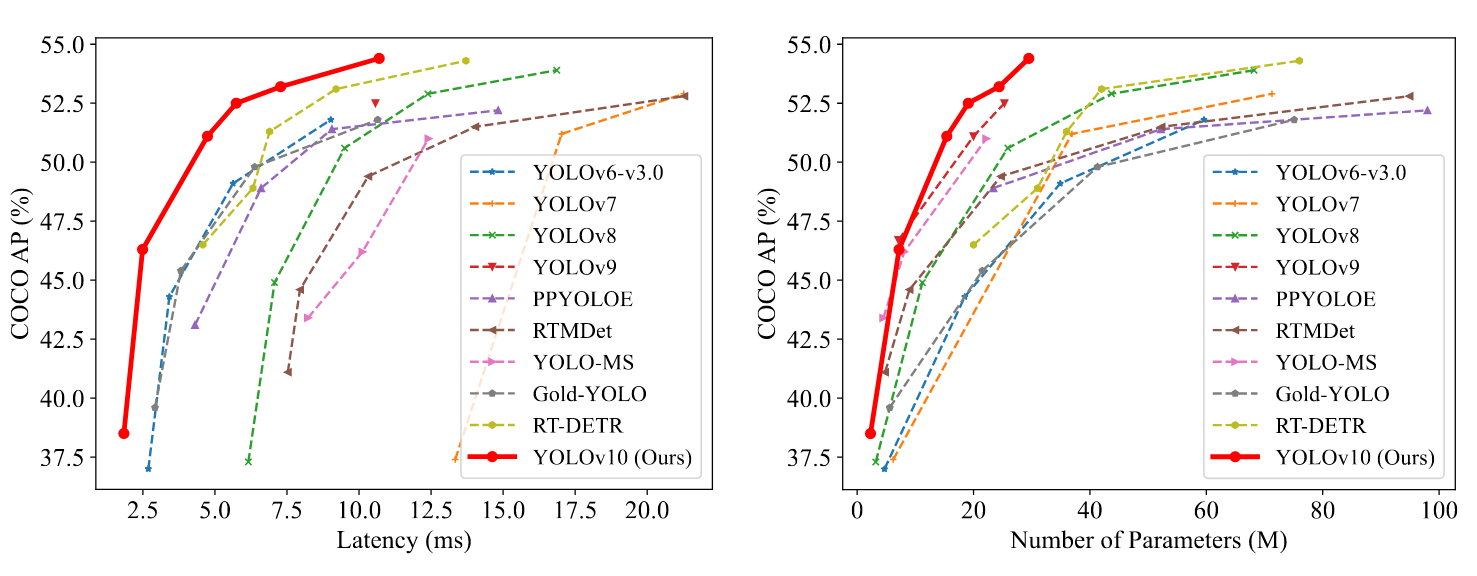 COCO AP (%)
55.0
52.5
50.0
47.5
45.0
42.5
40.0
37.5
YOLOv6-v3.0
YOLOv7
YOLOv8
YOLOv9
PPYOLOE
RTMDet
YOLO-MS
Gold-YOLO
RT-DETR
YOLOv10 (Ours)
2.5 5.0 7.5 10.0 12.5 15.0 17.5 20.0
Latency (ms)
COCO AP (%)
55.0
52.5
50.0
47.5
45.0
42.5
40.0
37.5
YOLOv6-v3.0
YOLOv7
YOLOv8
YOLOv9
PPYOLOE
RTMDet
YOLO-MS
Gold-YOLO
RT-DETR
YOLOv10 (Ours)
0 20 40 60 80 100
Number of Parameters (M)